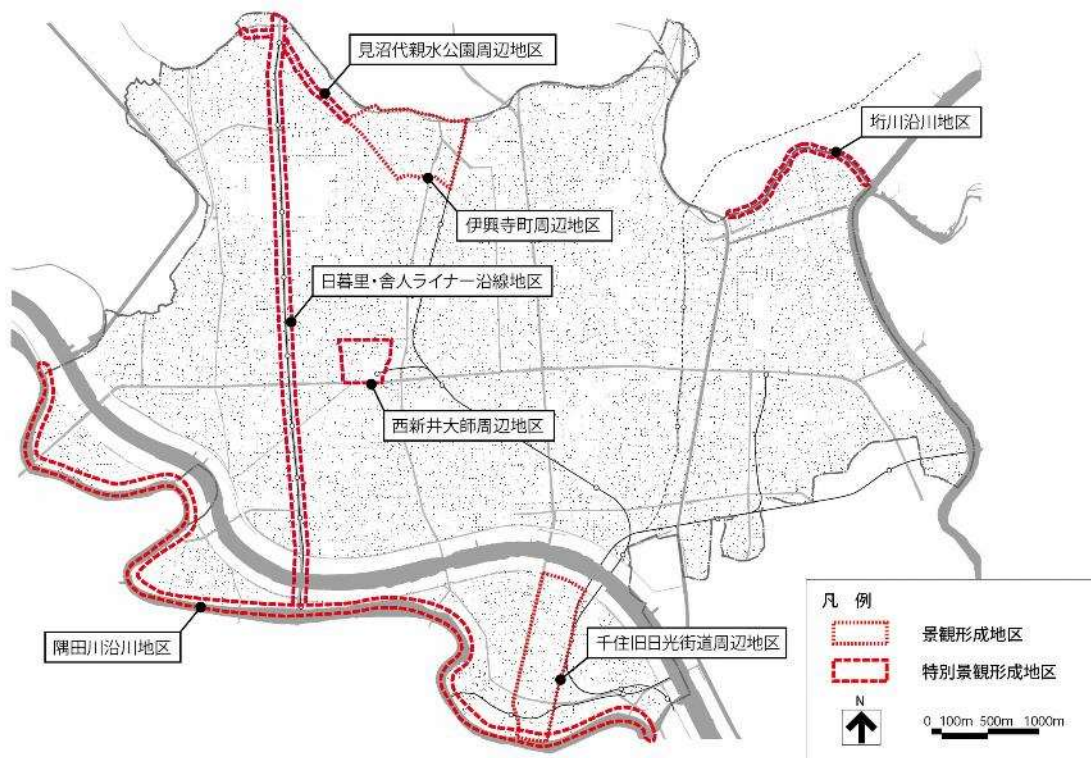 見沼代親水公園周辺地区
垳川沿川地区
伊興寺町周辺地区
日暮里・舎人ライナー沿線地区
西新井大師周辺地区
隅田川沿川地区
千住旧日光街道周辺地区
凡 例
景観形成地区
特別景観形成地区
N
0 100m 500m 1000m